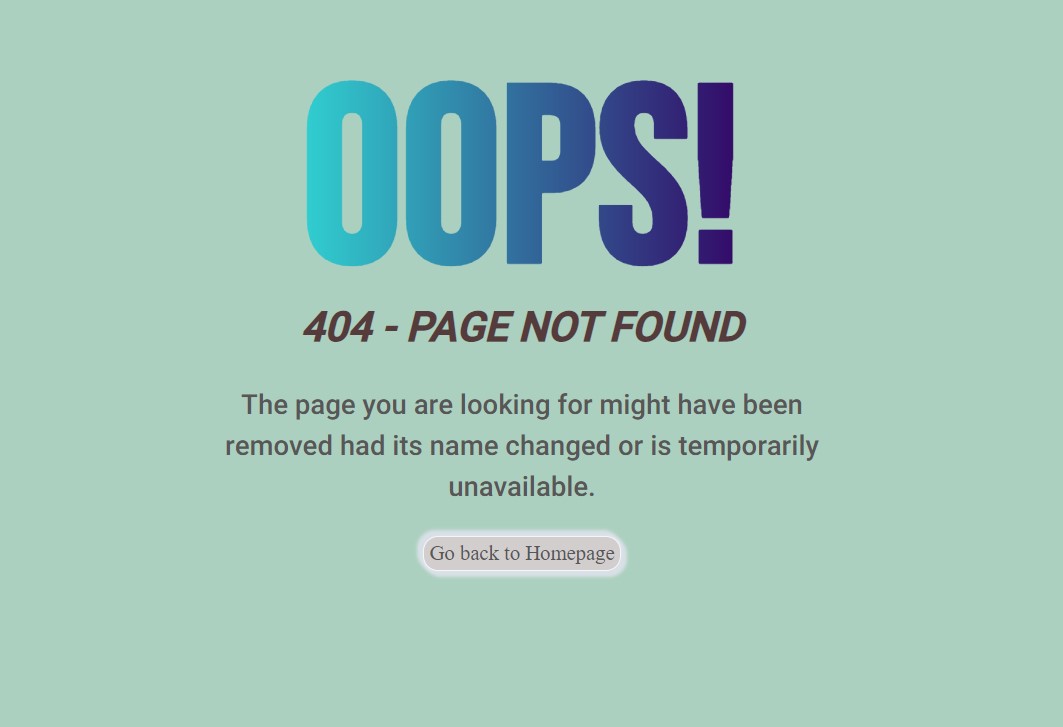 OOPS!
404 - PAGE NOT FOUND
The page you are looking for might have been
removed had its name changed or is temporarily
unavailable.
Go back to Homepage